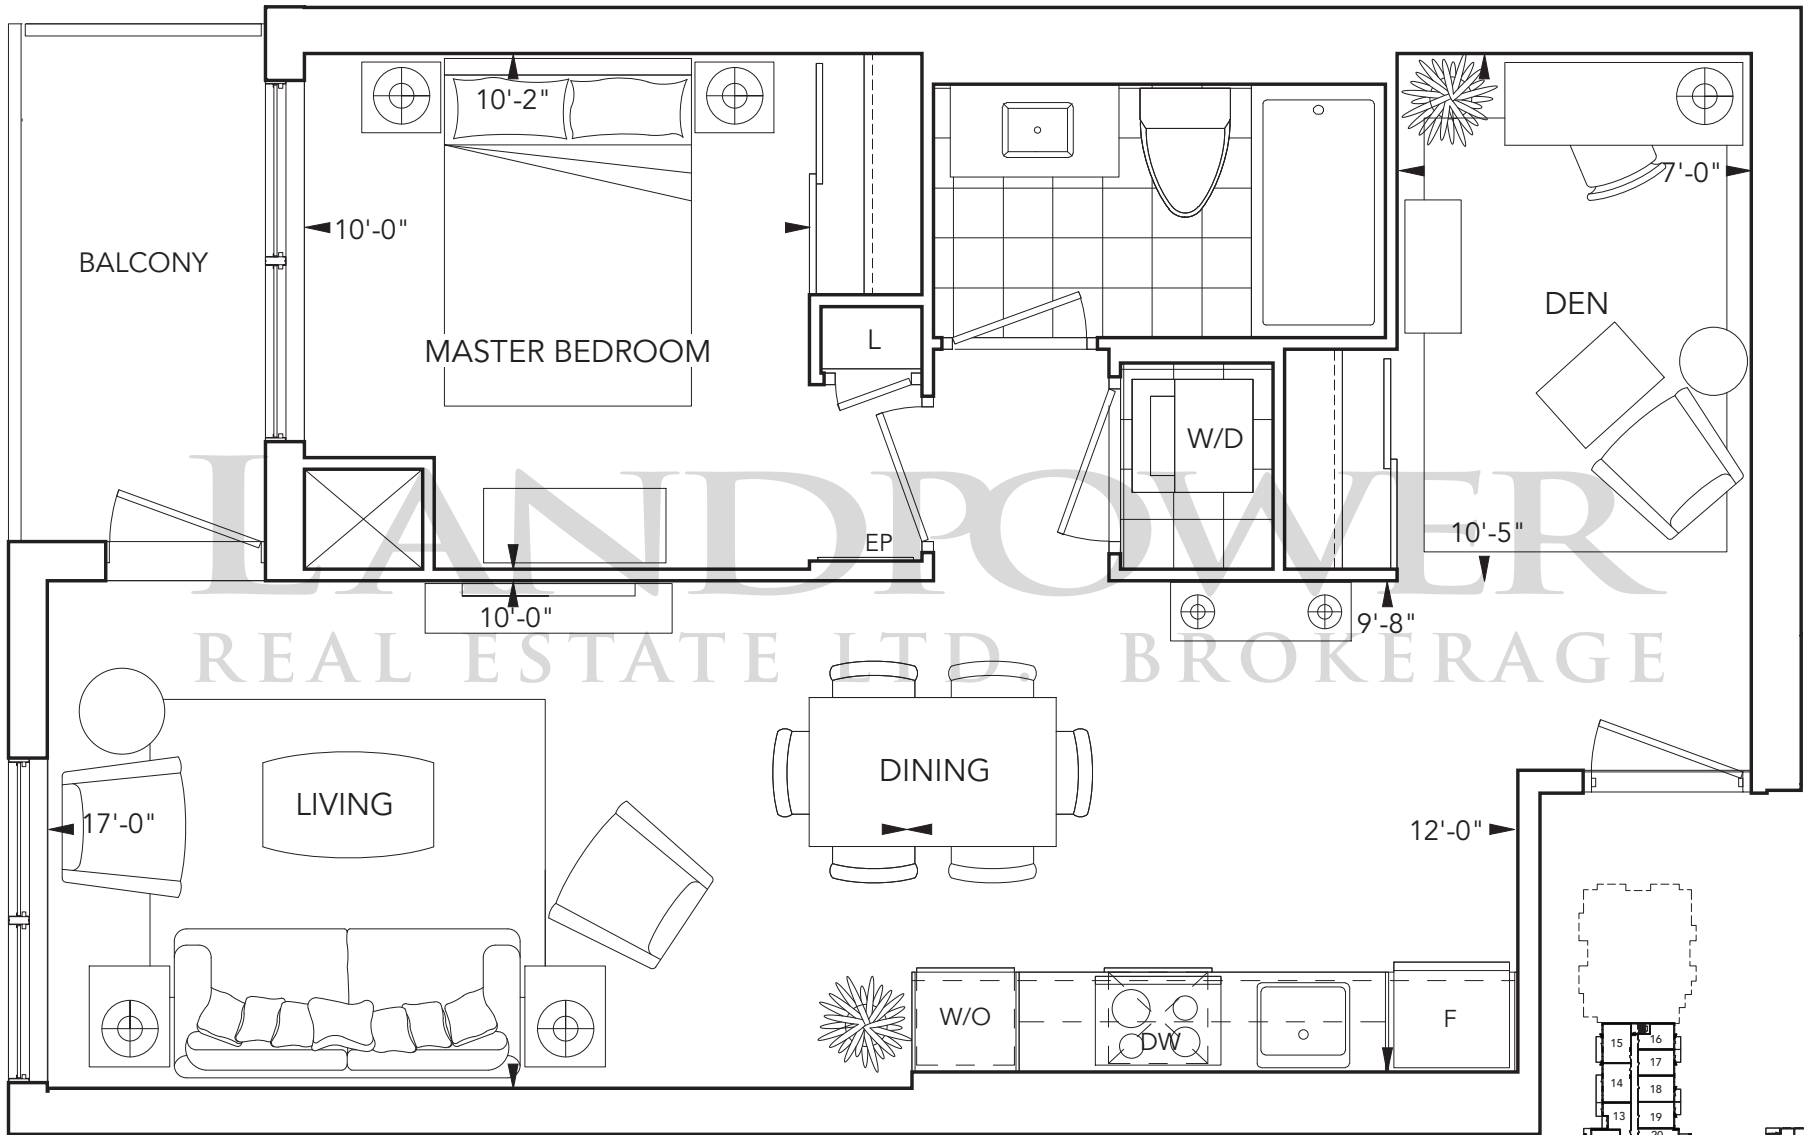 10'-2"
7'-0"
10'-0"
BALCONY
DEN
L
MASTER BEDROOM
W/D
LANDPOWER
EP
10'-5"
10'-0"
9'-8"
REAL ESTATE LTD. BROKERAGE
DINING
LIVING
17'-0"
12'-0"
W/O
DW
F
15 16
17
14 18
13 19
20